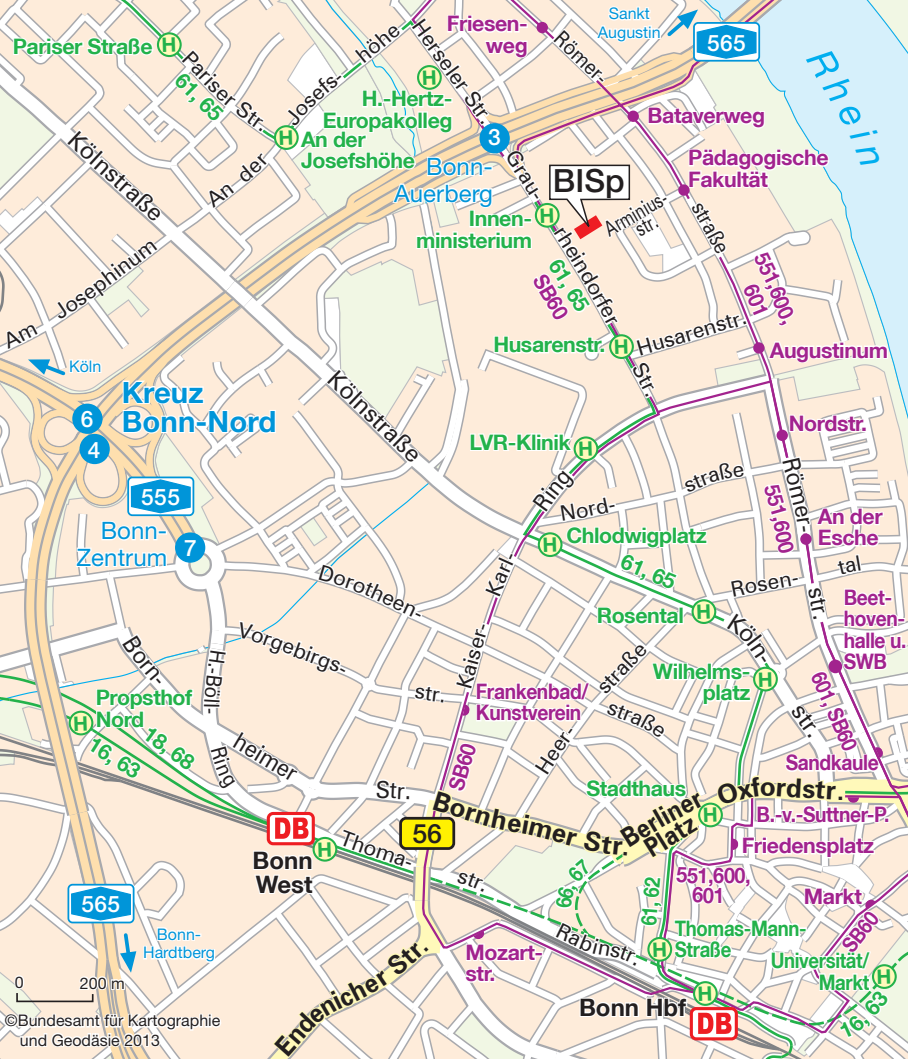 Pariser Straße
H
61, 65
Pariser Str.
Josefs-
höhe
An der
Herseler Str.
H
H.-Hertz-
Europakolleg
H
An der
Josefshöhe
Friesen-
weg
Römer-
straße
Sankt
Augustin
565
Rhein
Bataverweg
Pädagogische
Fakultät
3
Bonn-
Auerberg
Grau-
rheindorfer
Str.
BISp
Arminius-
str.
H
Innen-
ministerium
61, 65
SB60
551,600,
601
Kölnstraße
Am Josephinum
Köln
6
4
Kreuz
Bonn-Nord
555
Bonn-
Zentrum
7
Kölnstraße
Husarenstr.
H
Husarenstr.
Augustinum
Nordstr.
LVR-Klinik
H
Ring
Karl-
Kaiser-
Nord-
straße
Römer-
str.
551,600
An der
Esche
H
Chlodwigplatz
61, 65
Rosen-
tal
Rosental
H
Köln-
str.
Beet-
hoven-
halle u.
SWB
Dorotheen-
Vorgebirgs-
str.
straße
Born-
heimer
Str.
H.-Böll-
Ring
Propsthof
Nord
H
18, 68
16, 63
Frankenbad/
Kunstverein
SB60
Heer-
straße
Wilhelms-
platz
H
601, SB60
Sandkaule
Stadthaus
H
Oxfordstr.
Berliner
Platz
B.-v.-Suttner-P.
Friedensplatz
Bornheimer Str.
56
DB
H
Bonn
West
Thoma-
str.
66, 67
61, 62
551,600,
601
Markt
SB60
565
Bonn-
Hardtberg
Endenicher Str.
Mozart-
str.
Rabinstr.
H
Thomas-Mann-
Straße
Universität/
Markt
H
16, 63
Bonn Hbf
H
DB
0
200 m
©Bundesamt für Kartographie
und Geodäsie 2013